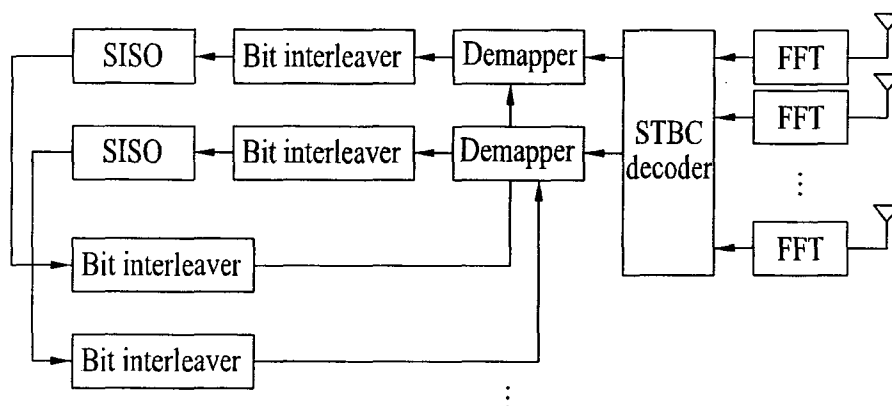 SISO
Bit interleaver
Demapper
FFT
SISO
Bit interleaver
Demapper
STBC
decoder
FFT
FFT
Bit interleaver
Bit interleaver